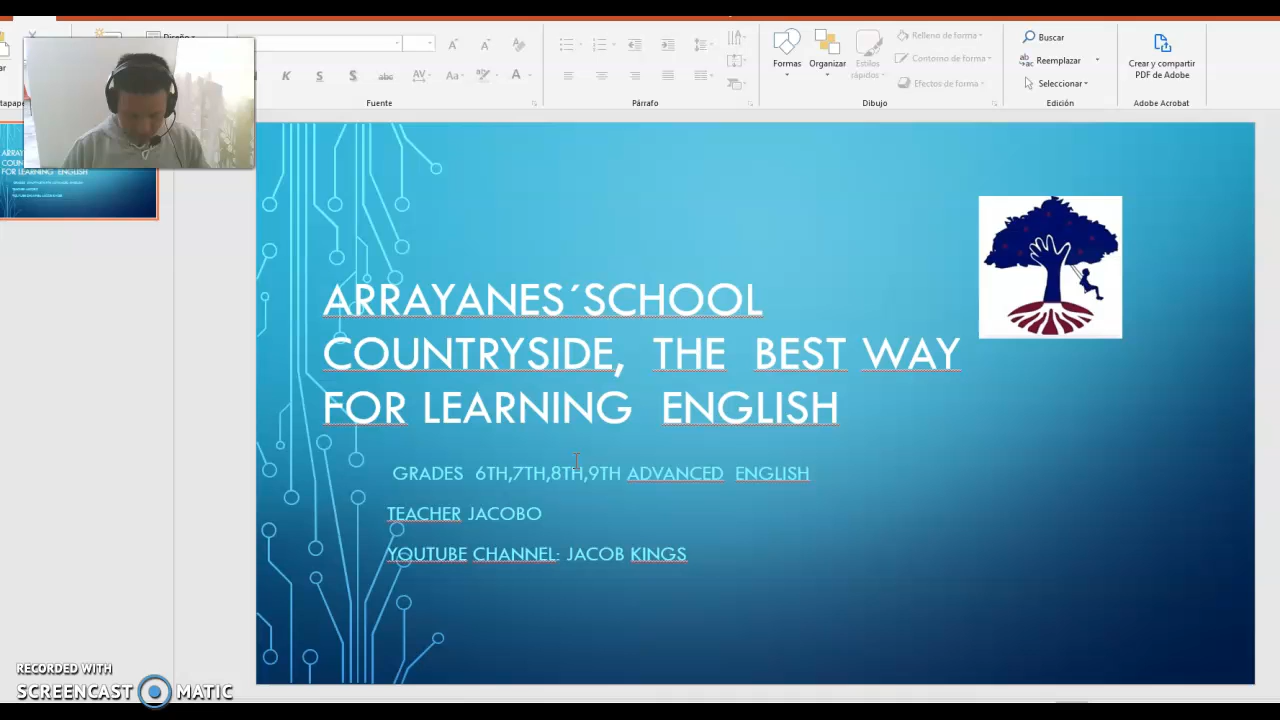 Diseño
Buscar
Reemplazar
Seleccionar
Formas
Organizar
Estilos
rápidos
Relleno de forma
Contorno de forma
Efectos de forma
Crear y compartir
PDF de Adobe
Fuente
Párrafo
Dibujo
Edición
Adobe Acrobat
ARRAYANES´SCHOOL
COUNTRYSIDE, THE BEST WAY
FOR LEARNING ENGLISH
GRADES 6TH,7TH,8TH,9TH ADVANCED ENGLISH
TEACHER JACOBO
YOUTUBE CHANNEL: JACOB KINGS
RECORDED WITH
SCREENCAST MATIC